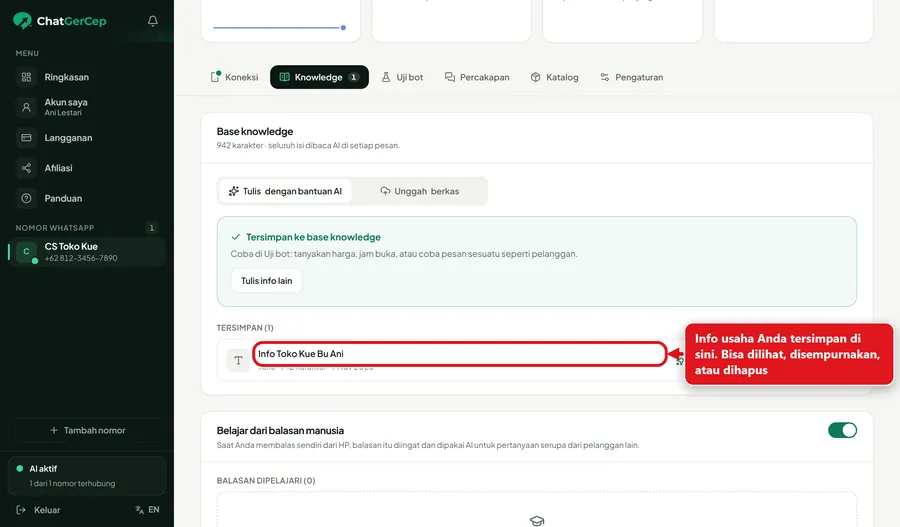 ChatGerCep
MENU
Ringkasan
Akun saya
Ani Lestari
Langganan
Afiliasi
Panduan
NOMOR WHATSAPP 1
C
CS Toko Kue
+62 812-3456-7890
+ Tambah nomor
AI aktif
1 dari 1 nomor terhubung
Keluar
EN
Koneksi
Knowledge 1
Uji bot
Percakapan
Katalog
Pengaturan
Base knowledge
942 karakter · seluruh isi dibaca AI di setiap pesan.
Tulis dengan bantuan AI
Unggah berkas
Tersimpan ke base knowledge
Coba di Uji bot: tanyakan harga, jam buka, atau coba pesan sesuatu seperti pelanggan.
Tulis info lain
TERSIMPAN (1)
T
Info Toko Kue Bu Ani
Info usaha Anda tersimpan di
sini. Bisa dilihat, disempurnakan,
atau dihapus
Belajar dari balasan manusia
Saat Anda membalas sendiri dari HP, balasan itu diingat dan dipakai AI untuk pertanyaan serupa dari pelanggan lain.
BALASAN DIPELAJARI (0)